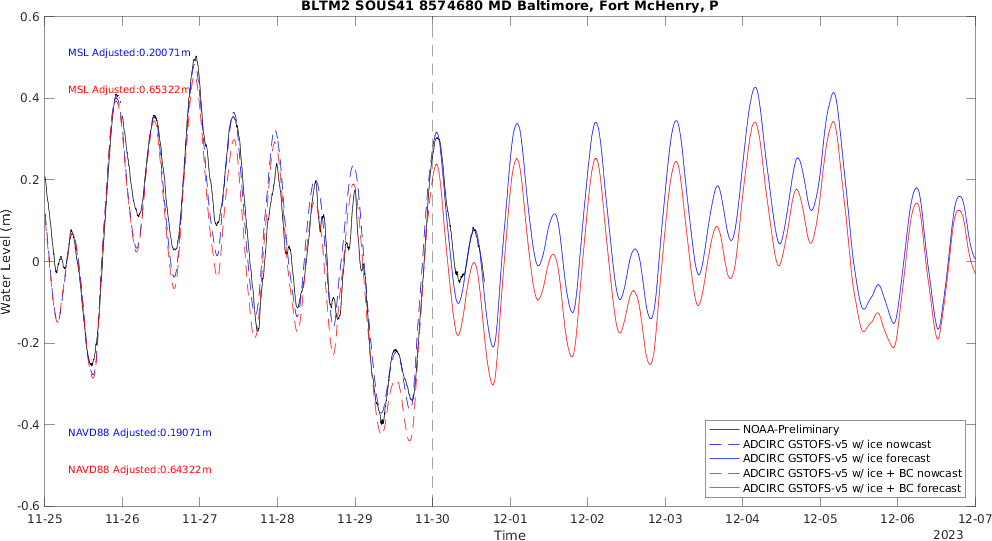 BLTM2 SOUS41 8574680 MD Baltimore, Fort McHenry, P
0.6
0.4
0.2
0
-0.2
-0.4
-0.6
Water Level (m)
MSL Adjusted:0.20071m
MSL Adjusted:0.65322m
NAVD88 Adjusted:0.19071m
NAVD88 Adjusted:0.64322m
NOAA-Preliminary
ADCIRC GSTOFS-v5 w/ ice nowcast
ADCIRC GSTOFS-v5 w/ ice forecast
ADCIRC GSTOFS-v5 w/ ice + BC nowcast
ADCIRC GSTOFS-v5 w/ ice + BC forecast
11-25 11-26 11-27 11-28 11-29 11-30 12-01 12-02 12-03 12-04 12-05 12-06 12-07
Time
2023